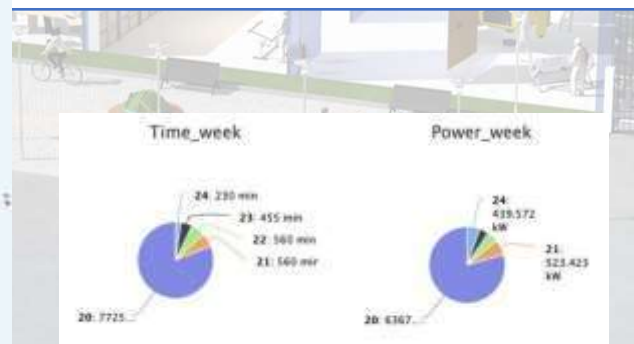 Time_week
24: 230 min
23: 455 min
22: 560 min
21: 560 min
20: 7725...
Power_week
24:
439.572
kW
21:
523.423
kW
20: 6367...